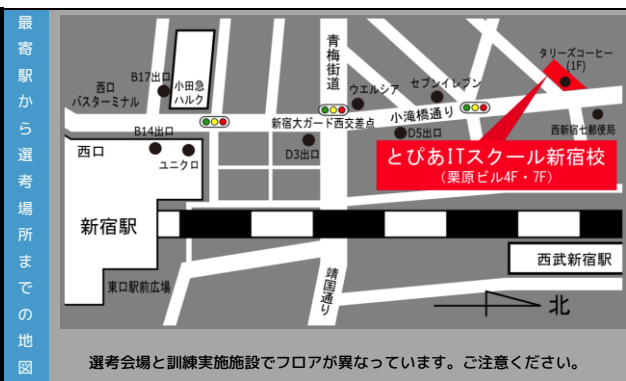 最寄駅から選考場所までの地図
西口
バスターミナル
B17出口
小田急
ハルク
青梅街道
ウエルシア
セブンイレブン
タリーズコーヒー
(1F)
小滝橋通り
新宿大ガード西交差点
西新宿七郵便局
西口
B14出口
ユニクロ
D3出口
D5出口
とぴあITスクール新宿校
(栗原ビル4F・7F)
新宿駅
西武新宿駅
東口駅前広場
靖国通り
北
選考会場と訓練実施施設でフロアが異なっています。ご注意ください。